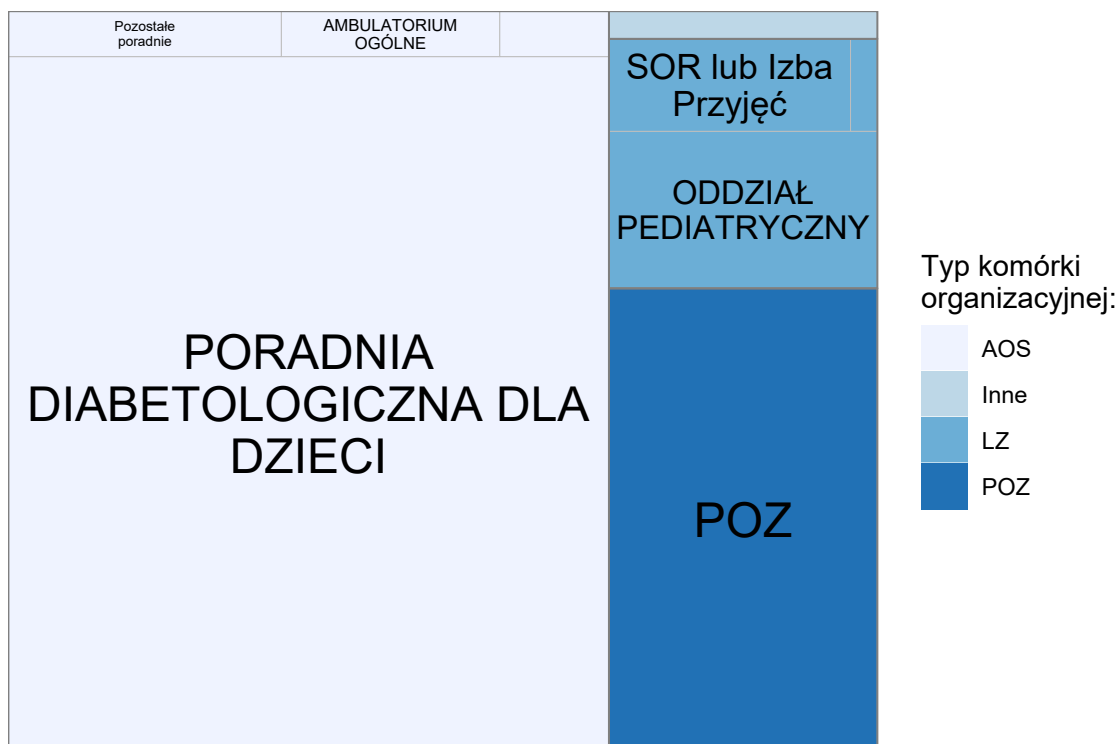 Pozostałe
poradnie
AMBULATORIUM
OGÓLNE
SOR lub Izba
Przyjęć
ODDZIAŁ
PEDIATRYCZNY
PORADNIA
DIABETOLOGICZNA DLA
DZIECI
POZ
Typ komórki
organizacyjnej:
AOS
Inne
LZ
POZ